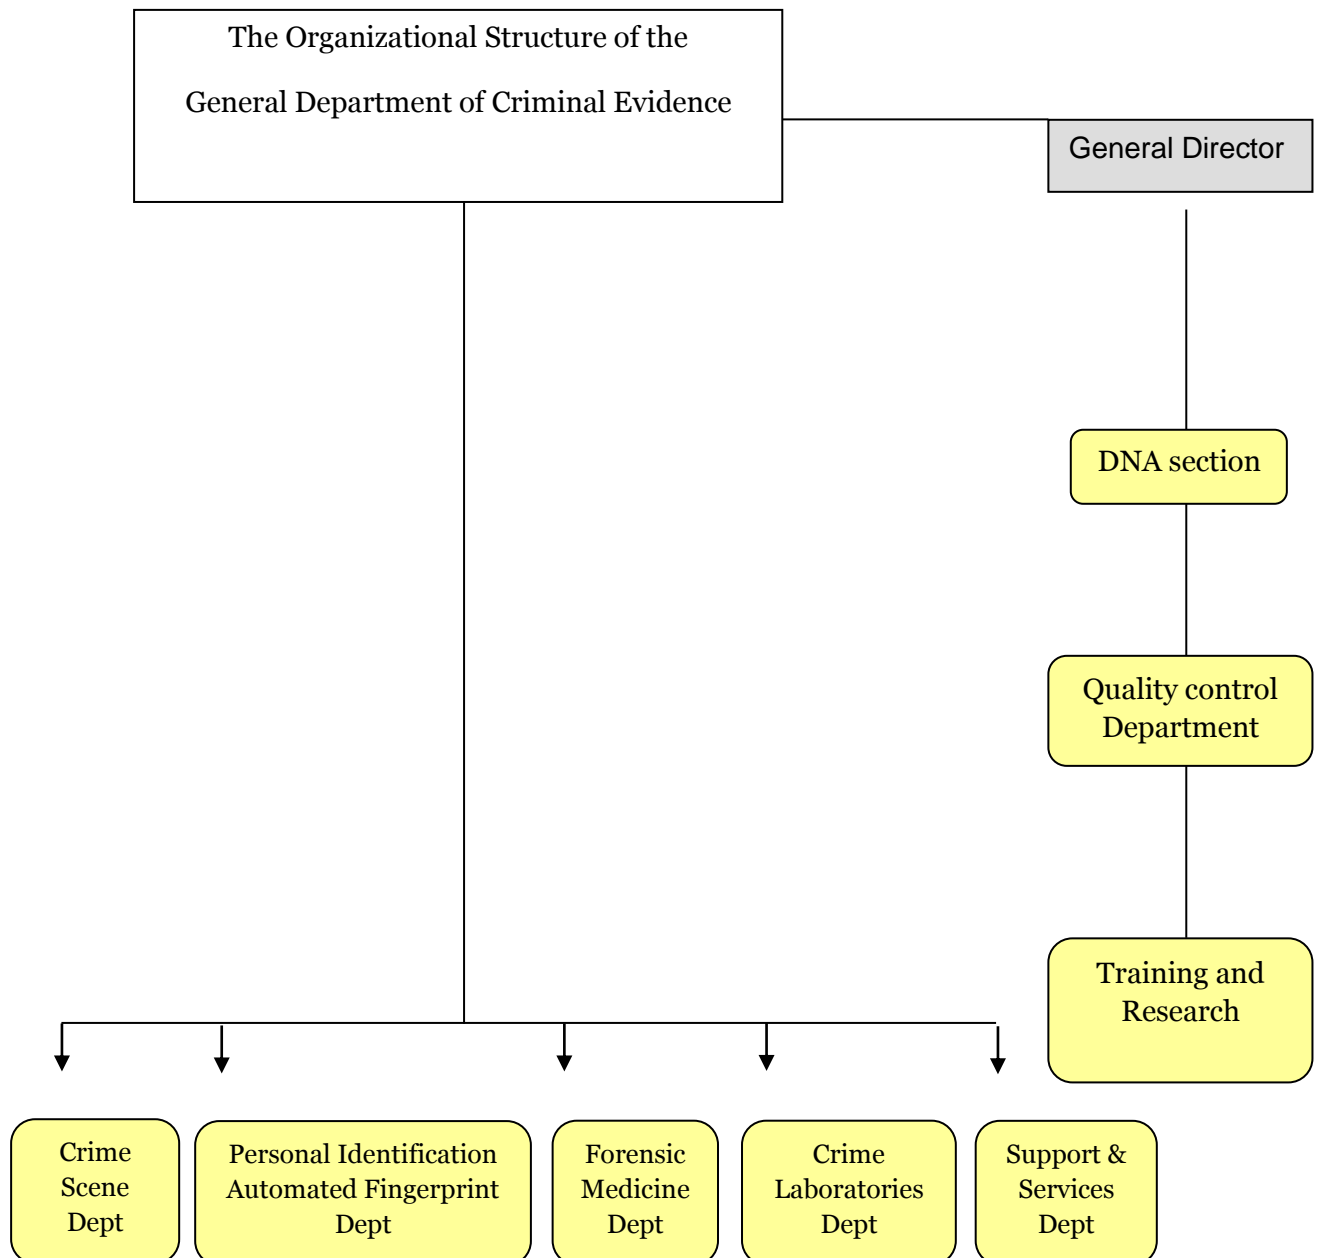 The Organizational Structure of the
General Department of Criminal Evidence
General Director
DNA section
Quality control
Department
Training and
Research
Crime
Scene
Dept
Personal Identification
Automated Fingerprint
Dept
Forensic
Medicine
Dept
Crime
Laboratories
Dept
Support &
Services
Dept